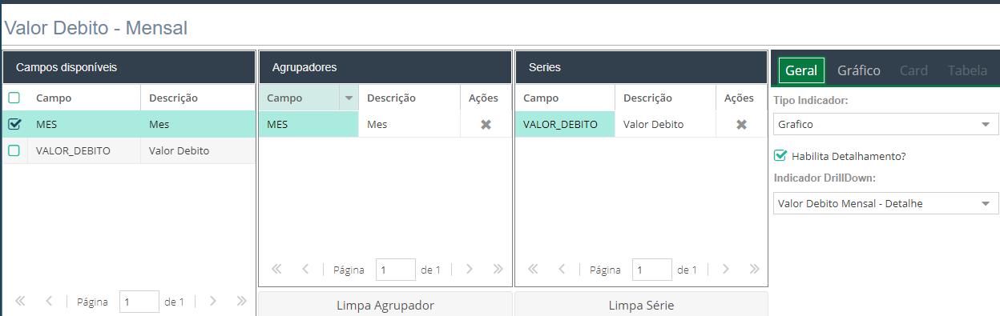 Valor Debito - Mensal
Campos disponíveis
Campo Descrição
MES Mes
VALOR_DEBITO Valor Debito
Página 1 de 1
Agrupadores
Campo Descrição Ações
MES Mes
Página 1 de 1
Limpa Agrupador
Series
Campo Descrição Ações
VALOR_DEBITO Valor Debito
Página 1 de 1
Limpa Série
Geral Gráfico Card Tabela
Tipo Indicador:
Grafico
Habilita Detalhamento?
Indicador DrillDown:
Valor Debito Mensal - Detalhe